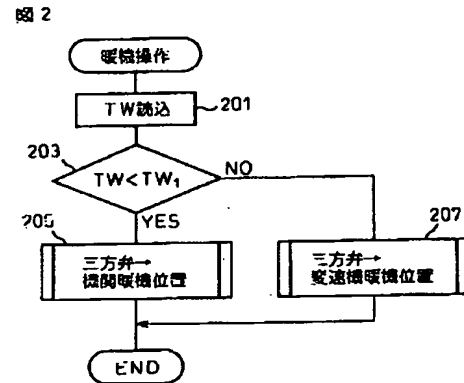 図 2
暖機操作
TW読込
201
203
TW<TW₁
NO
YES
205
三方弁→
機関暖機位置
207
三方弁→
変速機暖機位置
END